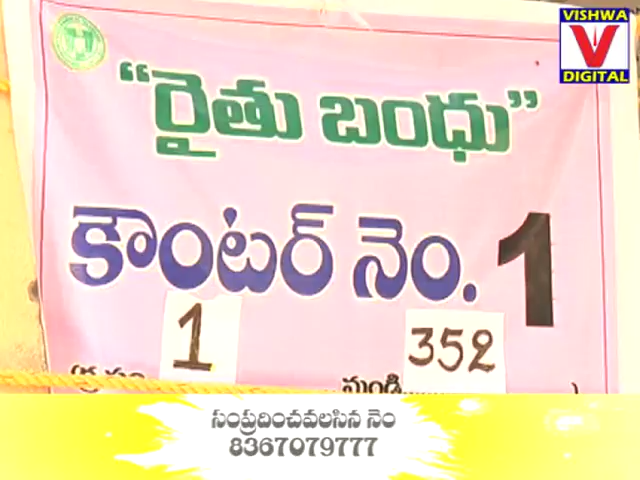 VISHWA
V
DIGITAL
“రైతు బంధు”
కౌంటర్ నెం. 1
1
352
నుండి......)
సంప్రదించవలసిన నెం
8367079777